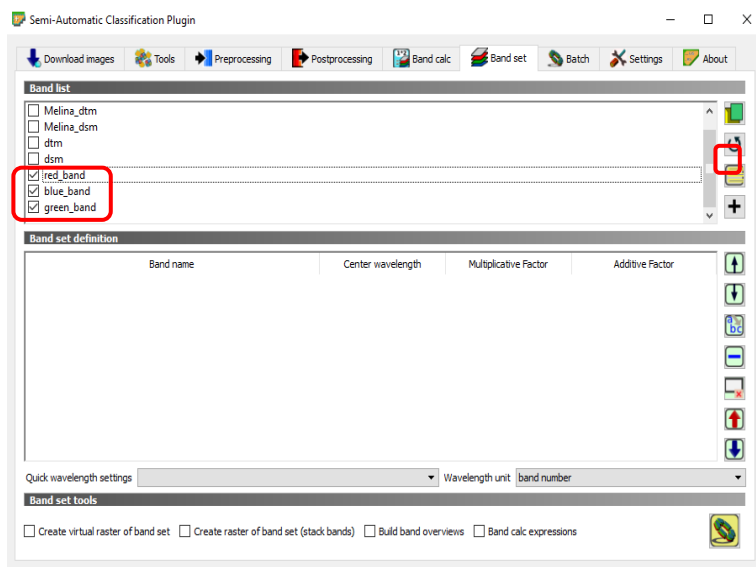 Semi-Automatic Classification Plugin
Download images Tools Preprocessing Postprocessing Band calc Band set Batch Settings About
Band list
Melina_dtm
Melina_dsm
dtm
dsm
red_band
blue_band
green_band
Band set definition
Band name Center wavelength Multiplicative Factor Additive Factor
Quick wavelength settings Wavelength unit band number
Band set tools
Create virtual raster of band set Create raster of band set (stack bands) Build band overviews Band calc expressions